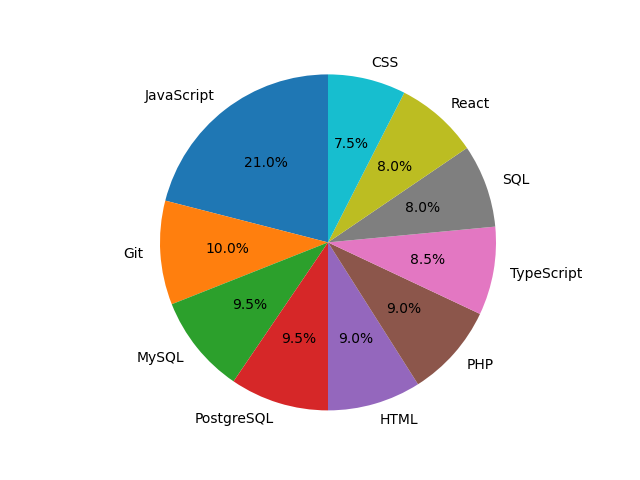 CSS
React
JavaScript
7.5%
8.0%
21.0%
SQL
8.0%
Git
10.0%
8.5%
TypeScript
9.5%
9.0%
9.5%
9.0%
MySQL
PHP
PostgreSQL
HTML